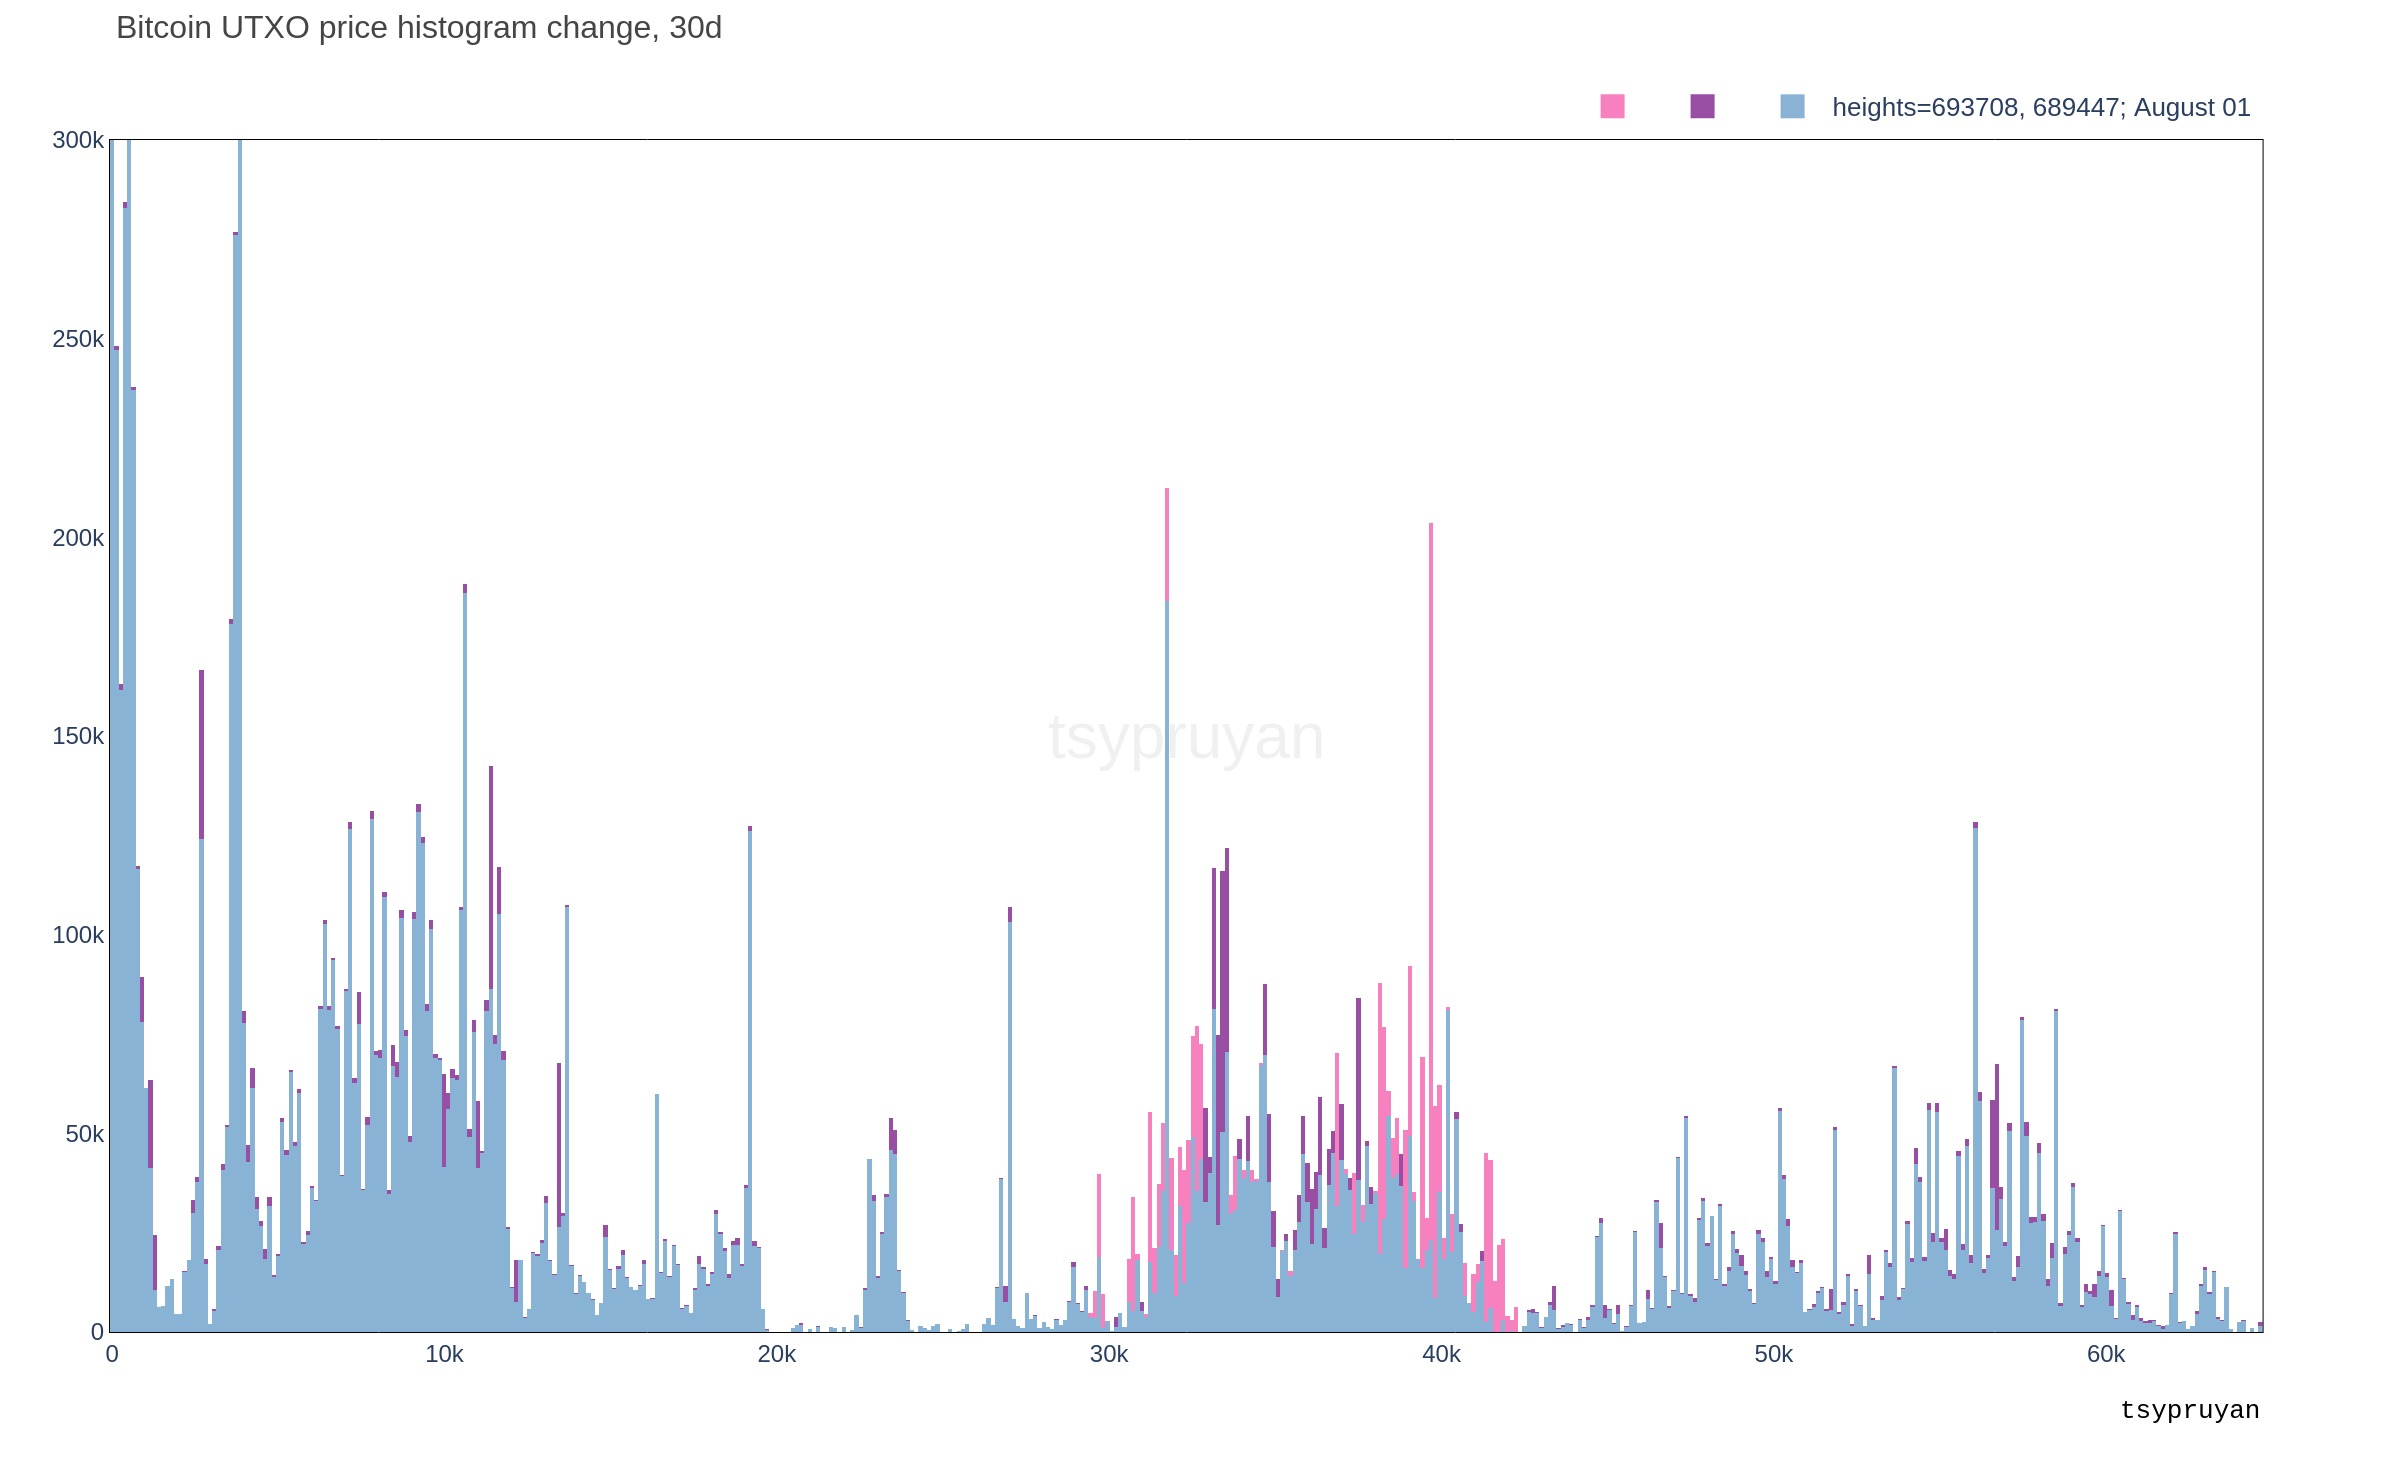 Bitcoin UTXO price histogram change, 30d
heights=693708, 689447; August 01
300k
250k
200k
150k
100k
50k
0
tsypruyan
0 10k 20k 30k 40k 50k 60k
tsypruyan